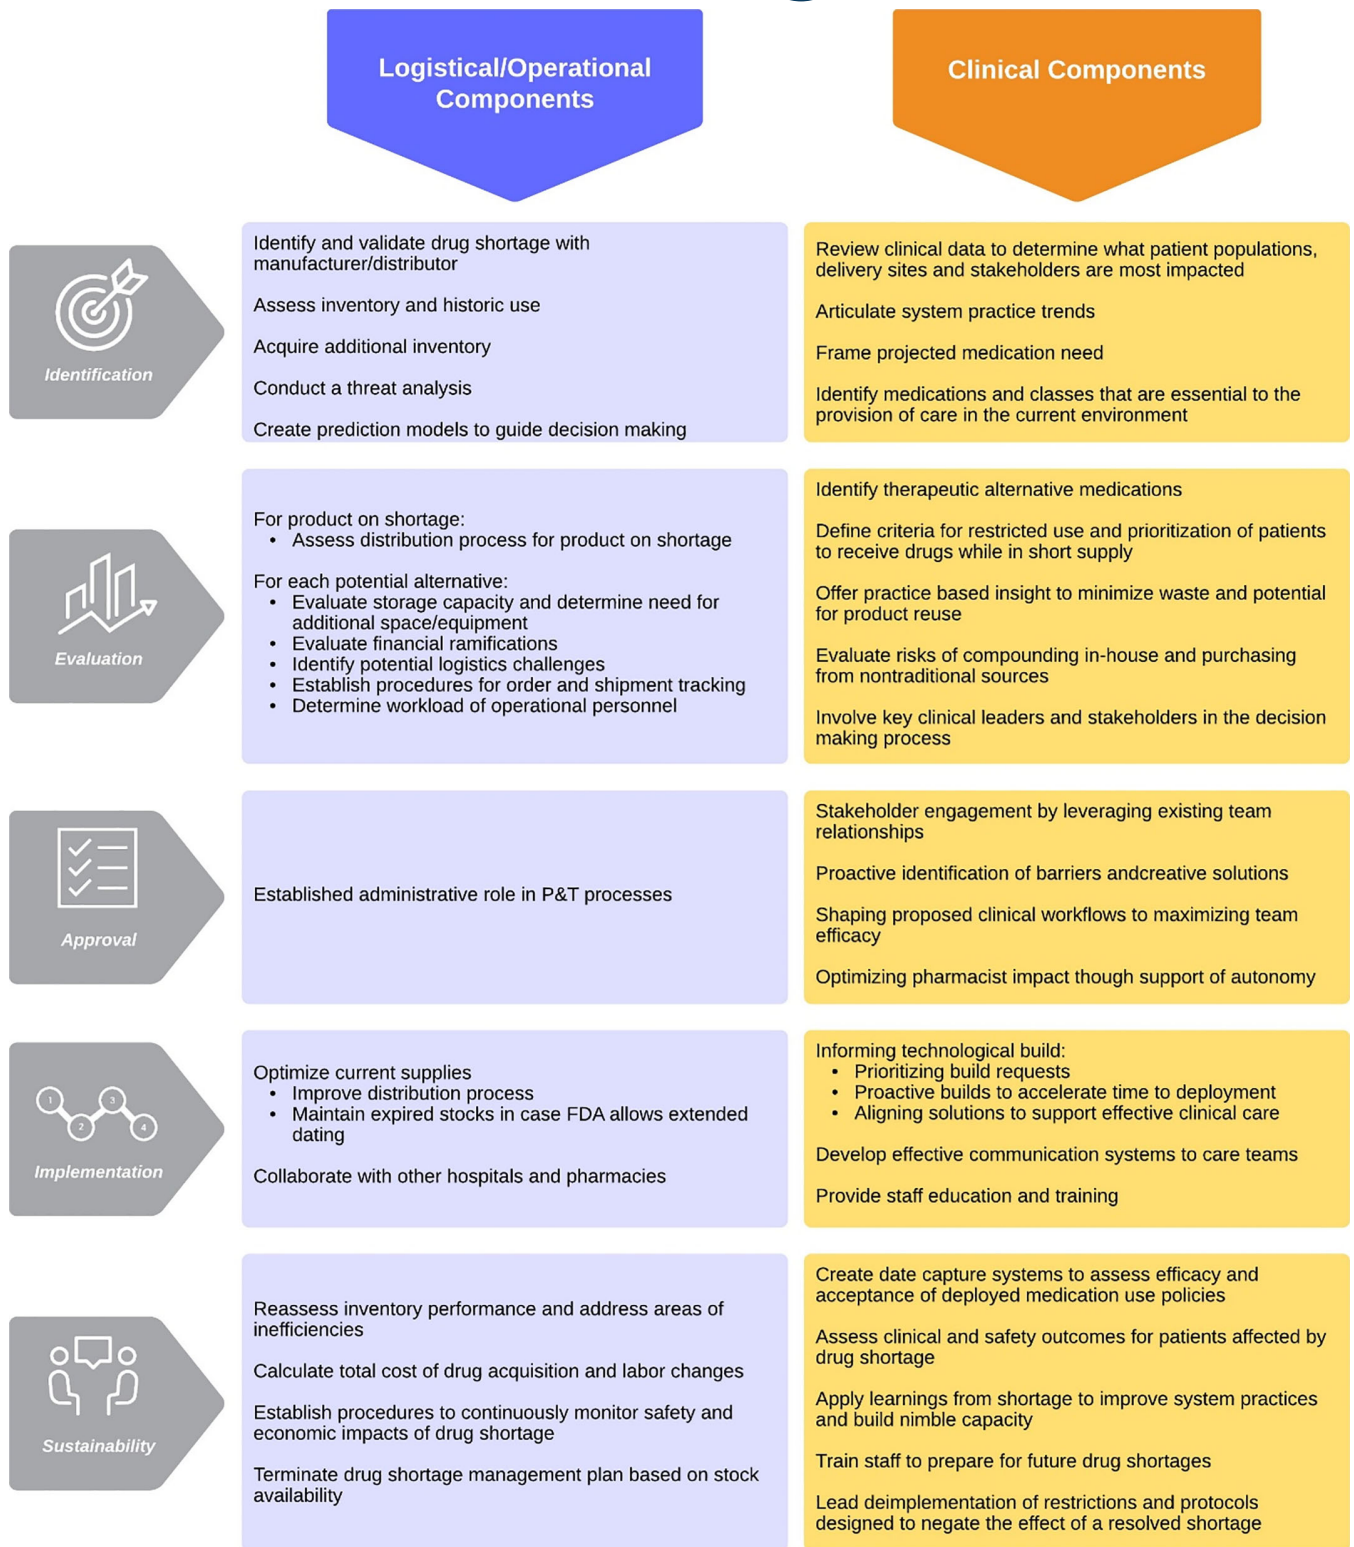 Logistical/Operational
Components
Clinical Components
Identification
Identify and validate drug shortage with
manufacturer/distributor
Assess inventory and historic use
Acquire additional inventory
Conduct a threat analysis
Create prediction models to guide decision making
Review clinical data to determine what patient populations,
delivery sites and stakeholders are most impacted
Articulate system practice trends
Frame projected medication need
Identify medications and classes that are essential to the
provision of care in the current environment
Evaluation
For product on shortage:
• Assess distribution process for product on shortage
For each potential alternative:
• Evaluate storage capacity and determine need for
additional space/equipment
• Evaluate financial ramifications
• Identify potential logistics challenges
• Establish procedures for order and shipment tracking
• Determine workload of operational personnel
Identify therapeutic alternative medications
Define criteria for restricted use and prioritization of patients
to receive drugs while in short supply
Offer practice based insight to minimize waste and potential
for product reuse
Evaluate risks of compounding in-house and purchasing
from nontraditional sources
Involve key clinical leaders and stakeholders in the decision
making process
Approval
Established administrative role in P&T processes
Stakeholder engagement by leveraging existing team
relationships
Proactive identification of barriers andcreative solutions
Shaping proposed clinical workflows to maximizing team
efficacy
Optimizing pharmacist impact though support of autonomy
1
2
3
4
Implementation
Optimize current supplies
• Improve distribution process
• Maintain expired stocks in case FDA allows extended
dating
Collaborate with other hospitals and pharmacies
Informing technological build:
• Prioritizing build requests
• Proactive builds to accelerate time to deployment
• Aligning solutions to support effective clinical care
Develop effective communication systems to care teams
Provide staff education and training
Sustainability
Reassess inventory performance and address areas of
inefficiencies
Calculate total cost of drug acquisition and labor changes
Establish procedures to continuously monitor safety and
economic impacts of drug shortage
Terminate drug shortage management plan based on stock
availability
Create date capture systems to assess efficacy and
acceptance of deployed medication use policies
Assess clinical and safety outcomes for patients affected by
drug shortage
Apply learnings from shortage to improve system practices
and build nimble capacity
Train staff to prepare for future drug shortages
Lead deimplementation of restrictions and protocols
designed to negate the effect of a resolved shortage